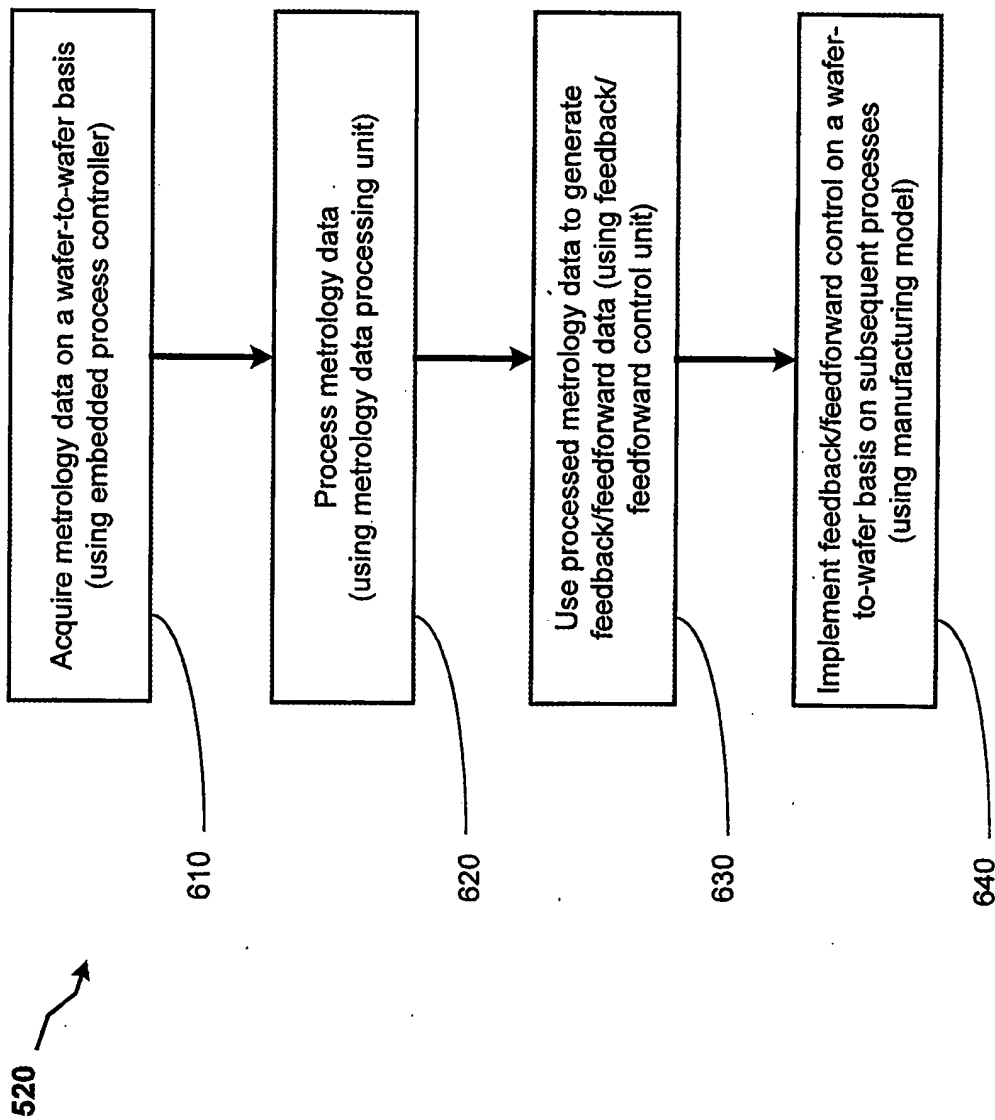 520
Acquire metrology data on a wafer-to-wafer basis
(using embedded process controller)
610
Process metrology data
(using metrology data processing unit)
620
Use processed metrology data to generate
feedback/feedforward data (using feedback/
feedforward control unit)
630
Implement feedback/feedforward control on a wafer-
to-wafer basis on subsequent processes
(using manufacturing model)
640